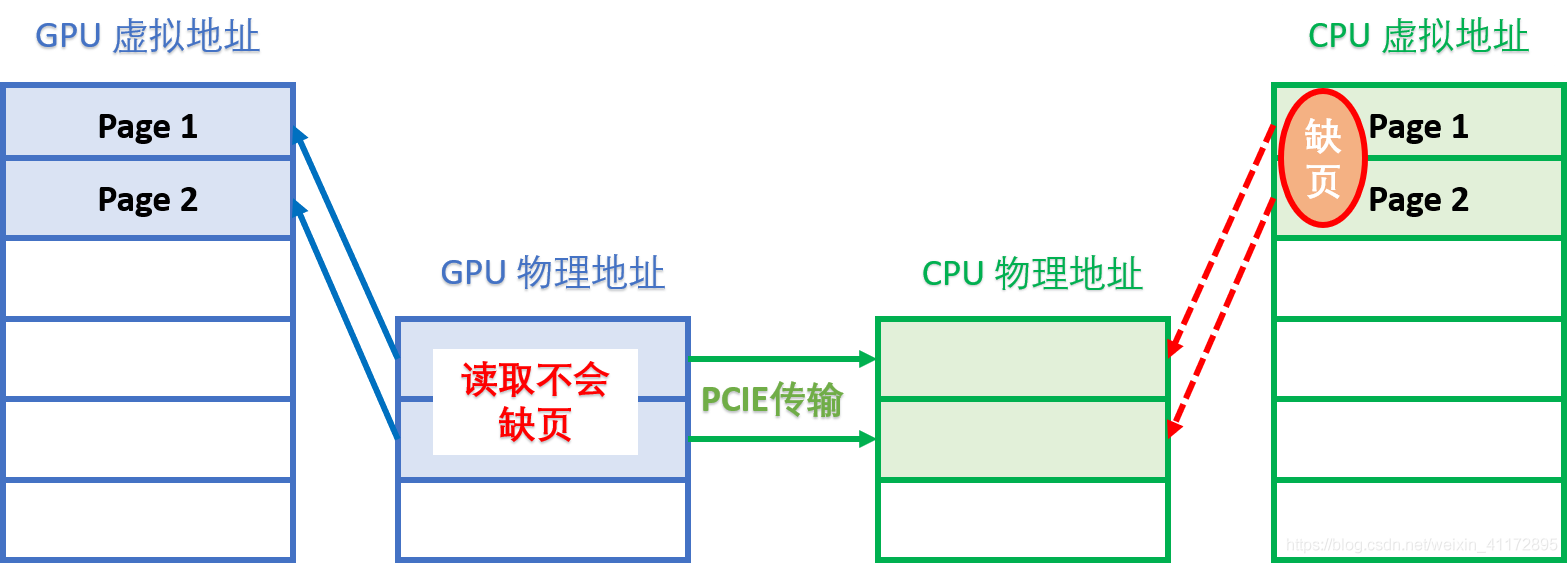 GPU 虚拟地址
CPU 虚拟地址
Page 1
Page 2
缺
页
Page 1
Page 2
GPU 物理地址
CPU 物理地址
读取不会
缺页
PCIE传输
https://blog.csdn.net/weixin_41172895